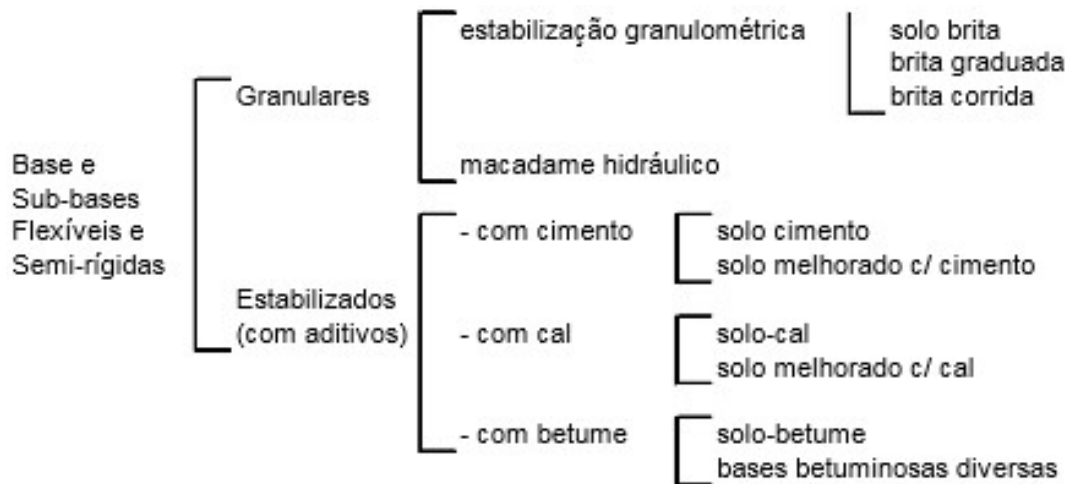 Base e
Sub-bases
Flexíveis e
Semi-rígidas
Granulares
estabilização granulométrica
solo brita
brita graduada
brita corrida
macadame hidráulico
Estabilizados
(com aditivos)
- com cimento
solo cimento
solo melhorado c/ cimento
- com cal
solo-cal
solo melhorado c/ cal
- com betume
solo-betume
bases betuminosas diversas